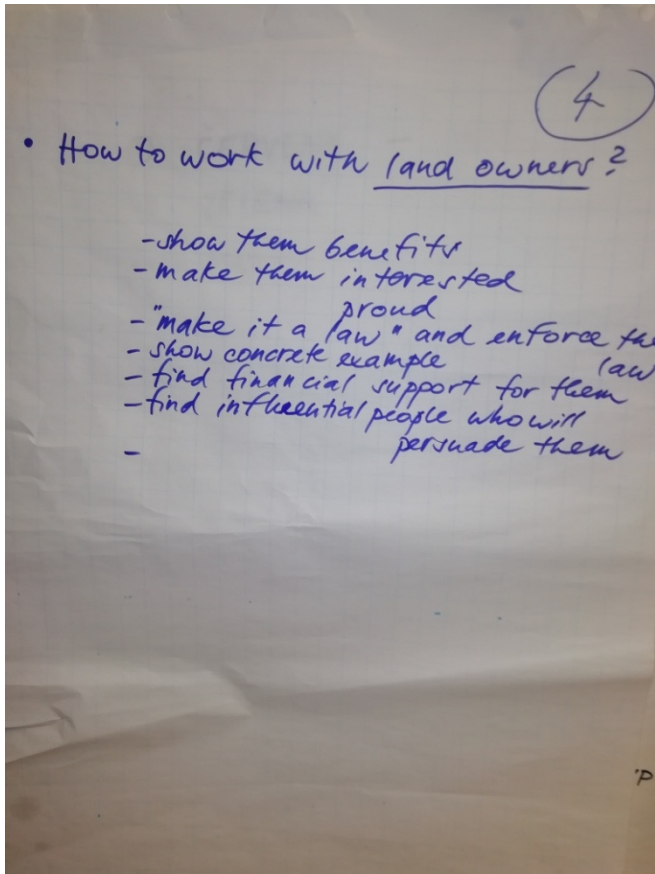 4
• How to work with land owners?
- show them benefits
- make them interested
proud
- "make it a law" and enforce the
law
- show concrete example
- find financial support for them
- find influential people who will
persuade them
-
P